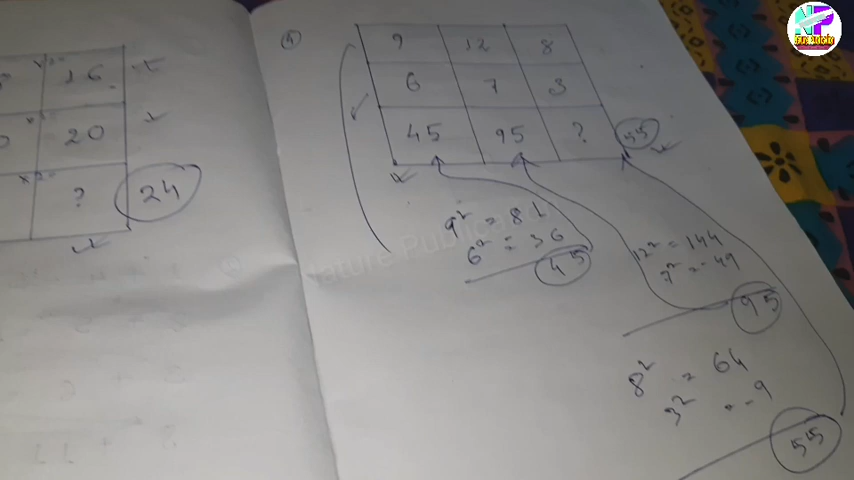 16
20
? 24
9 12 8
6 7 3
45 95 ? 55
9² = 81
6² = 36
45
12² = 144
7² = -49
95
8² = 64
3² = -9
55
NP